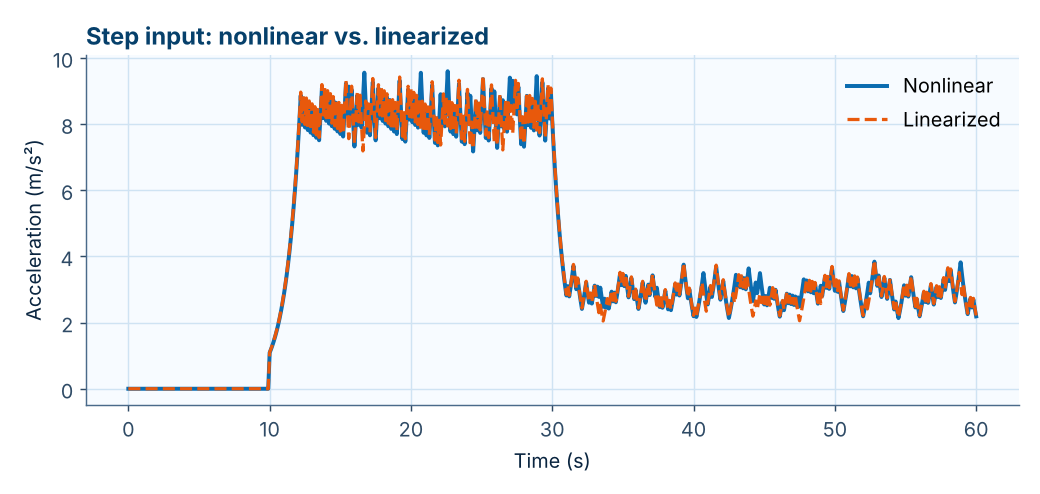 Step input: nonlinear vs. linearized
10
8
6
4
2
0
Acceleration (m/s²)
Nonlinear
Linearized
0 10 20 30 40 50 60
Time (s)